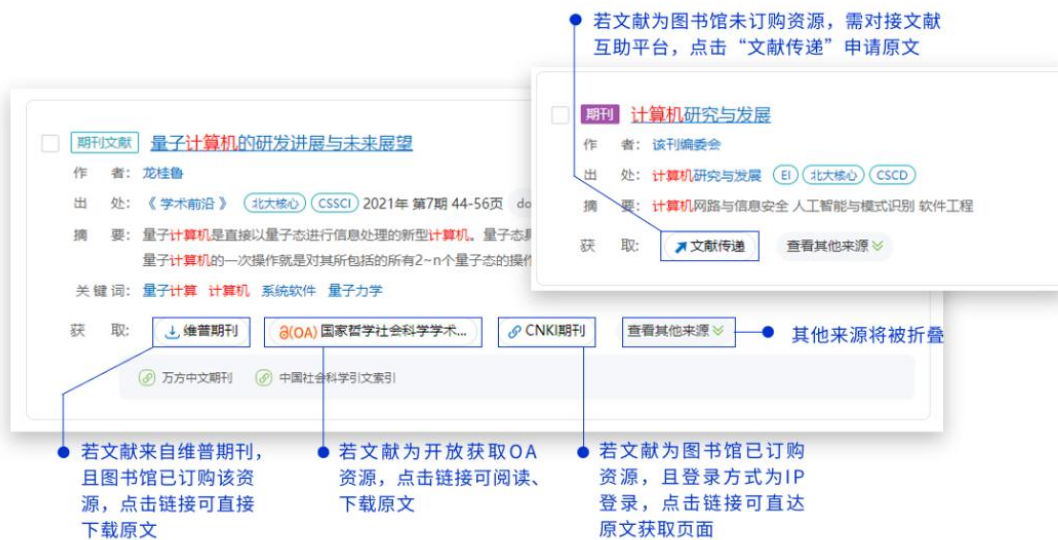 若文献为图书馆未订购资源，需对接文献
互助平台，点击“文献传递”申请原文
期刊 计算机研究与发展
作 者: 该刊编委会
出 处: 计算机研究与发展 EI 北大核心 CSCD
摘 要: 计算机网路与信息安全 人工智能与模式识别 软件工程
获 取: 文献传递 查看其他来源
期刊文献 量子计算机的研发进展与未来展望
作 者: 龙桂鲁
出 处: 《 学术前沿 》 北大核心 CSSCI 2021年 第7期 44-56页 do
摘 要: 量子计算机是直接以量子态进行信息处理的新型计算机。量子态具
量子计算机的一次操作就是对其所包括的所有2~n个量子态的操作
关键词: 量子计算 计算机 系统软件 量子力学
获 取: 维普期刊 (OA) 国家哲学社会科学学术... CNKI期刊 查看其他来源
其他来源将被折叠
万方中文期刊 中国社会科学引文索引
若文献来自维普期刊，
且图书馆已订购该资
源，点击链接可直接
下载原文
若文献为开放获取OA
资源，点击链接可阅读、
下载原文
若文献为图书馆已订购
资源，且登录方式为IP
登录，点击链接可直达
原文获取页面